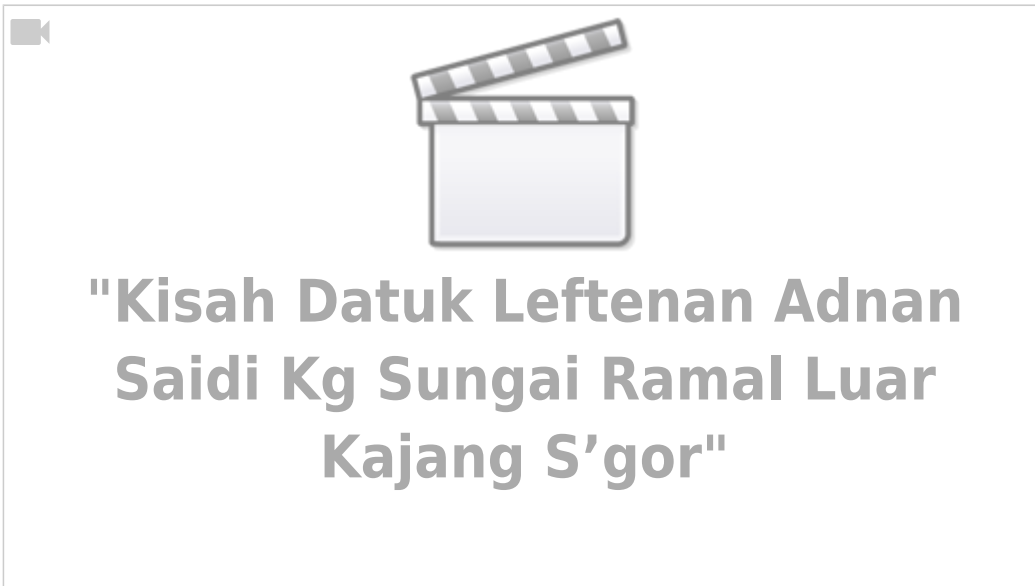 "Kisah Datuk Leftenan Adnan
Saidi Kg Sungai Ramal Luar
Kajang S’gor"